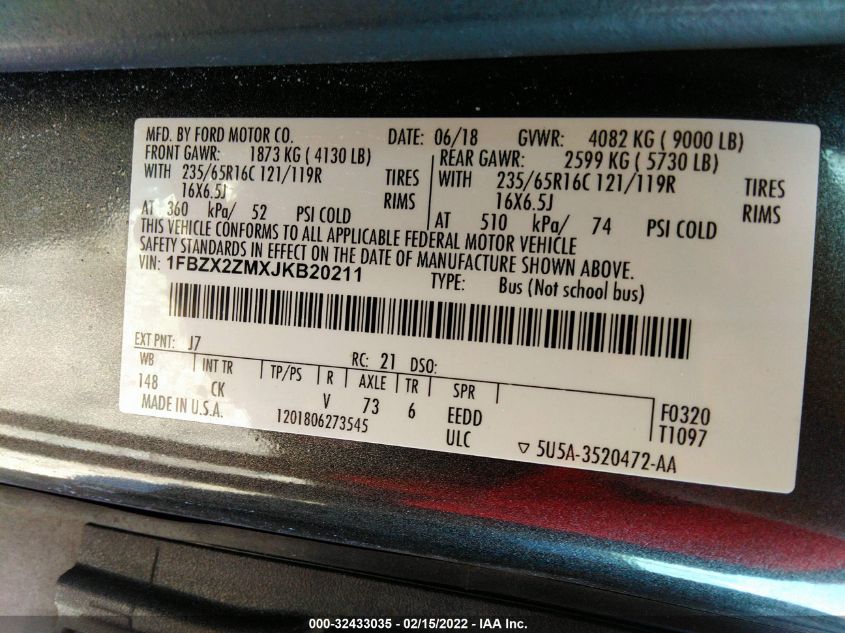 MFD. BY FORD MOTOR CO. DATE: 06/18 GVWR: 4082 KG ( 9000 LB)
FRONT GAWR: 1873 KG ( 4130 LB) REAR GAWR: 2599 KG ( 5730 LB)
WITH 235/65R16C 121/119R TIRES WITH 235/65R16C 121/119R TIRES
16X6.5J RIMS 16X6.5J RIMS
AT 360 kPa/ 52 PSI COLD AT 510 kPa/ 74 PSI COLD
THIS VEHICLE CONFORMS TO ALL APPLICABLE FEDERAL MOTOR VEHICLE
SAFETY STANDARDS IN EFFECT ON THE DATE OF MANUFACTURE SHOWN ABOVE.
VIN: 1FBZX2ZMXJKB20211 TYPE: Bus (Not school bus)
EXT PNT: J7 RC: 21 DSO:
WB INT TR TP/PS R AXLE TR SPR
148 CK V 73 6 EEDD F0320
MADE IN U.S.A. 1201806273545 ULC T1097
5U5A-3520472-AA
000-32433035 - 02/15/2022 - IAA Inc.